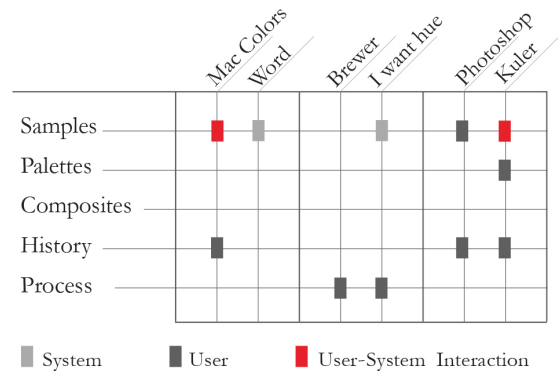 Mac Colors
Word
Brewer
I want hue
Photoshop
Kuler
Samples
Palettes
Composites
History
Process
System
User
User-System Interaction